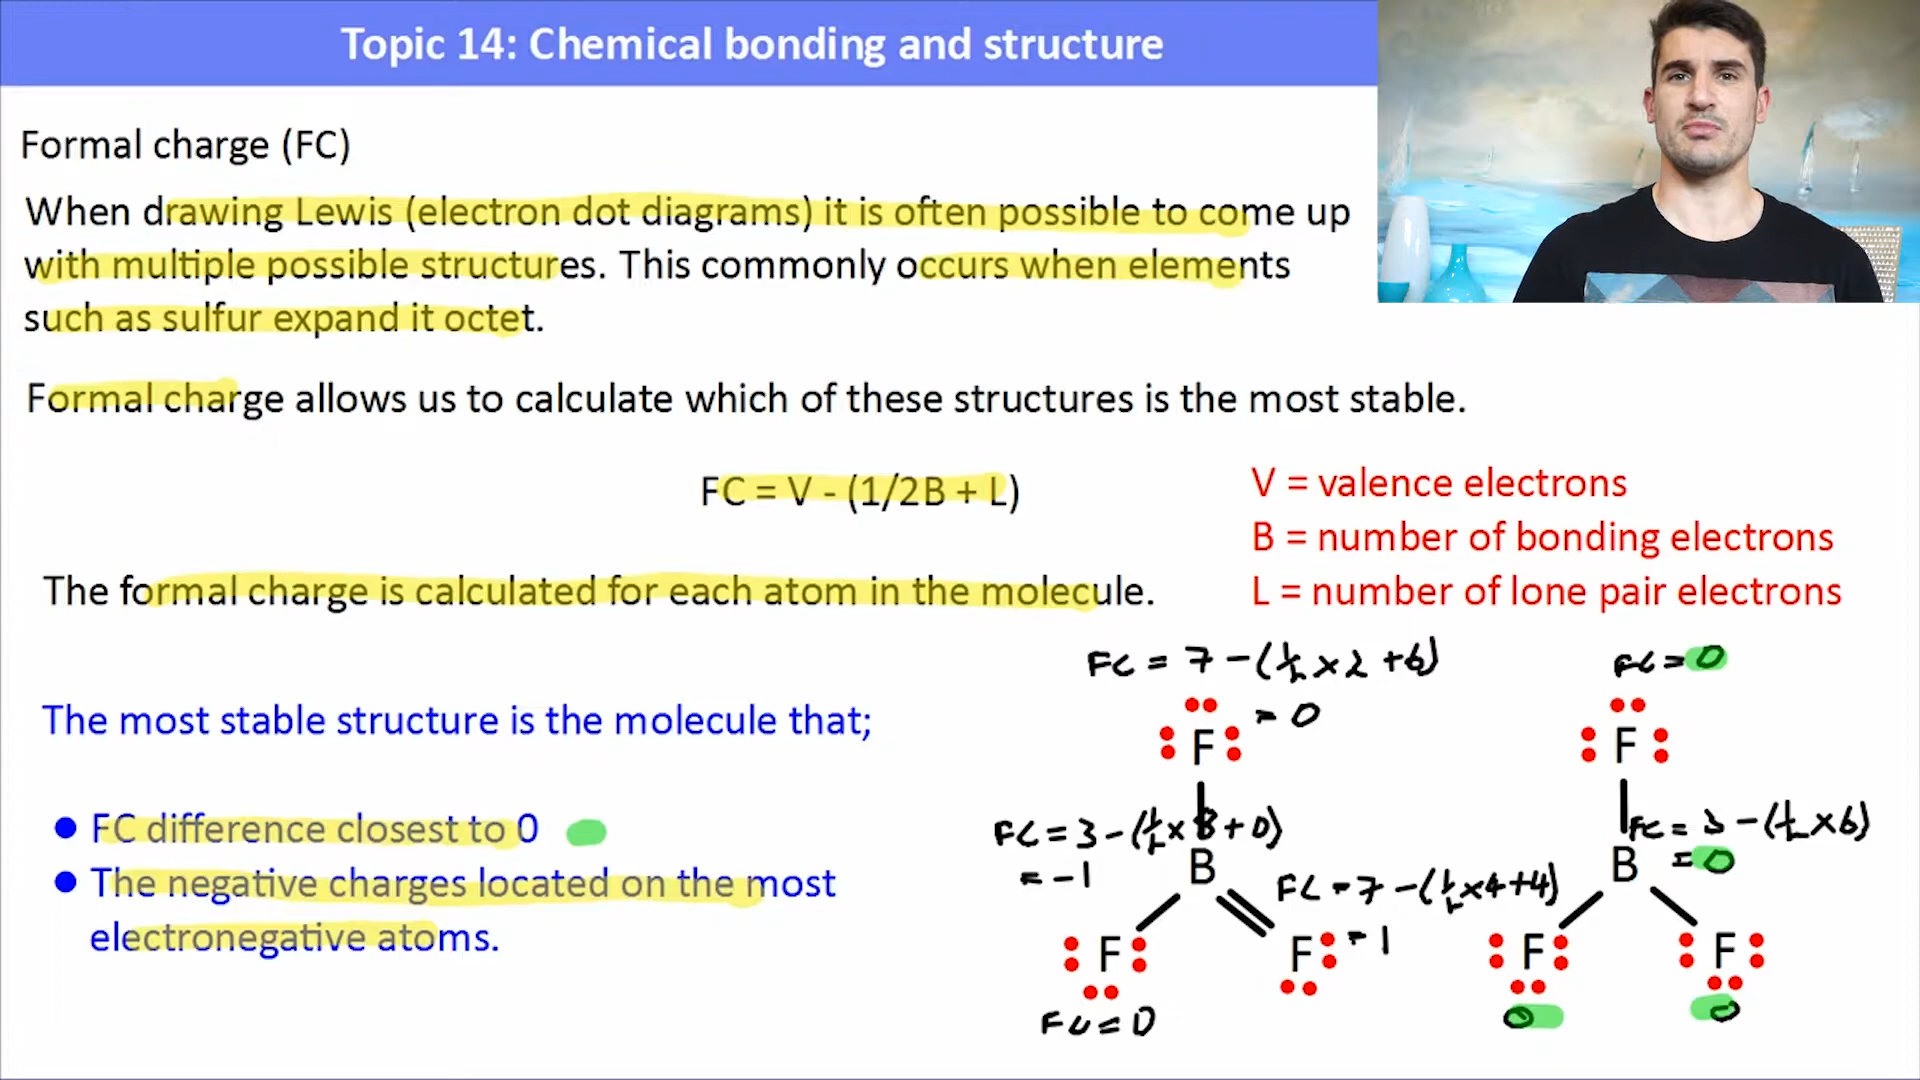 Topic 14: Chemical bonding and structure
Formal charge (FC)
When drawing Lewis (electron dot diagrams) it is often possible to come up
with multiple possible structures. This commonly occurs when elements
such as sulfur expand it octet.
Formal charge allows us to calculate which of these structures is the most stable.
FC = V - (1/2B + L)
V = valence electrons
B = number of bonding electrons
L = number of lone pair electrons
The formal charge is calculated for each atom in the molecule.
The most stable structure is the molecule that;
● FC difference closest to 0
● The negative charges located on the most
electronegative atoms.
FC = 7 - (½ × 2 + 6)
= 0
F
FC = 3 - (½ × 8 + 0)
= -1
B
FC = 7 - (½ × 4 + 4)
= 1
F
F
FC = 0
FC = 0
F
FC = 3 - (½ × 6)
= 0
B
F
F
0
0